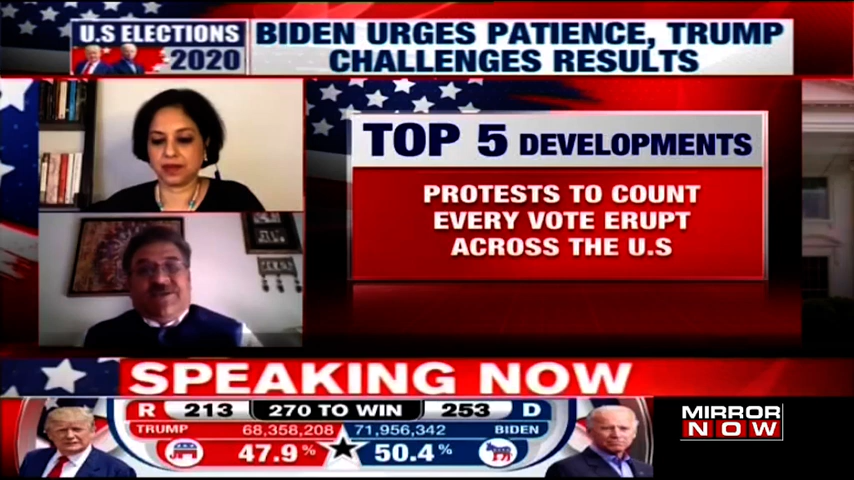 U.S ELECTIONS
2020
BIDEN URGES PATIENCE, TRUMP
CHALLENGES RESULTS
TOP 5 DEVELOPMENTS
PROTESTS TO COUNT
EVERY VOTE ERUPT
ACROSS THE U.S
SPEAKING NOW
R 213 270 TO WIN 253 D
TRUMP 68,358,208 71,956,342 BIDEN
47.9% 50.4%
MIRROR
NOW